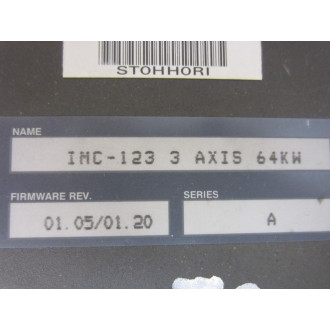 STOHHORI
NAME
IMC-123 3 AXIS 64KW
FIRMWARE REV.
SERIES
01.05/01.20
A